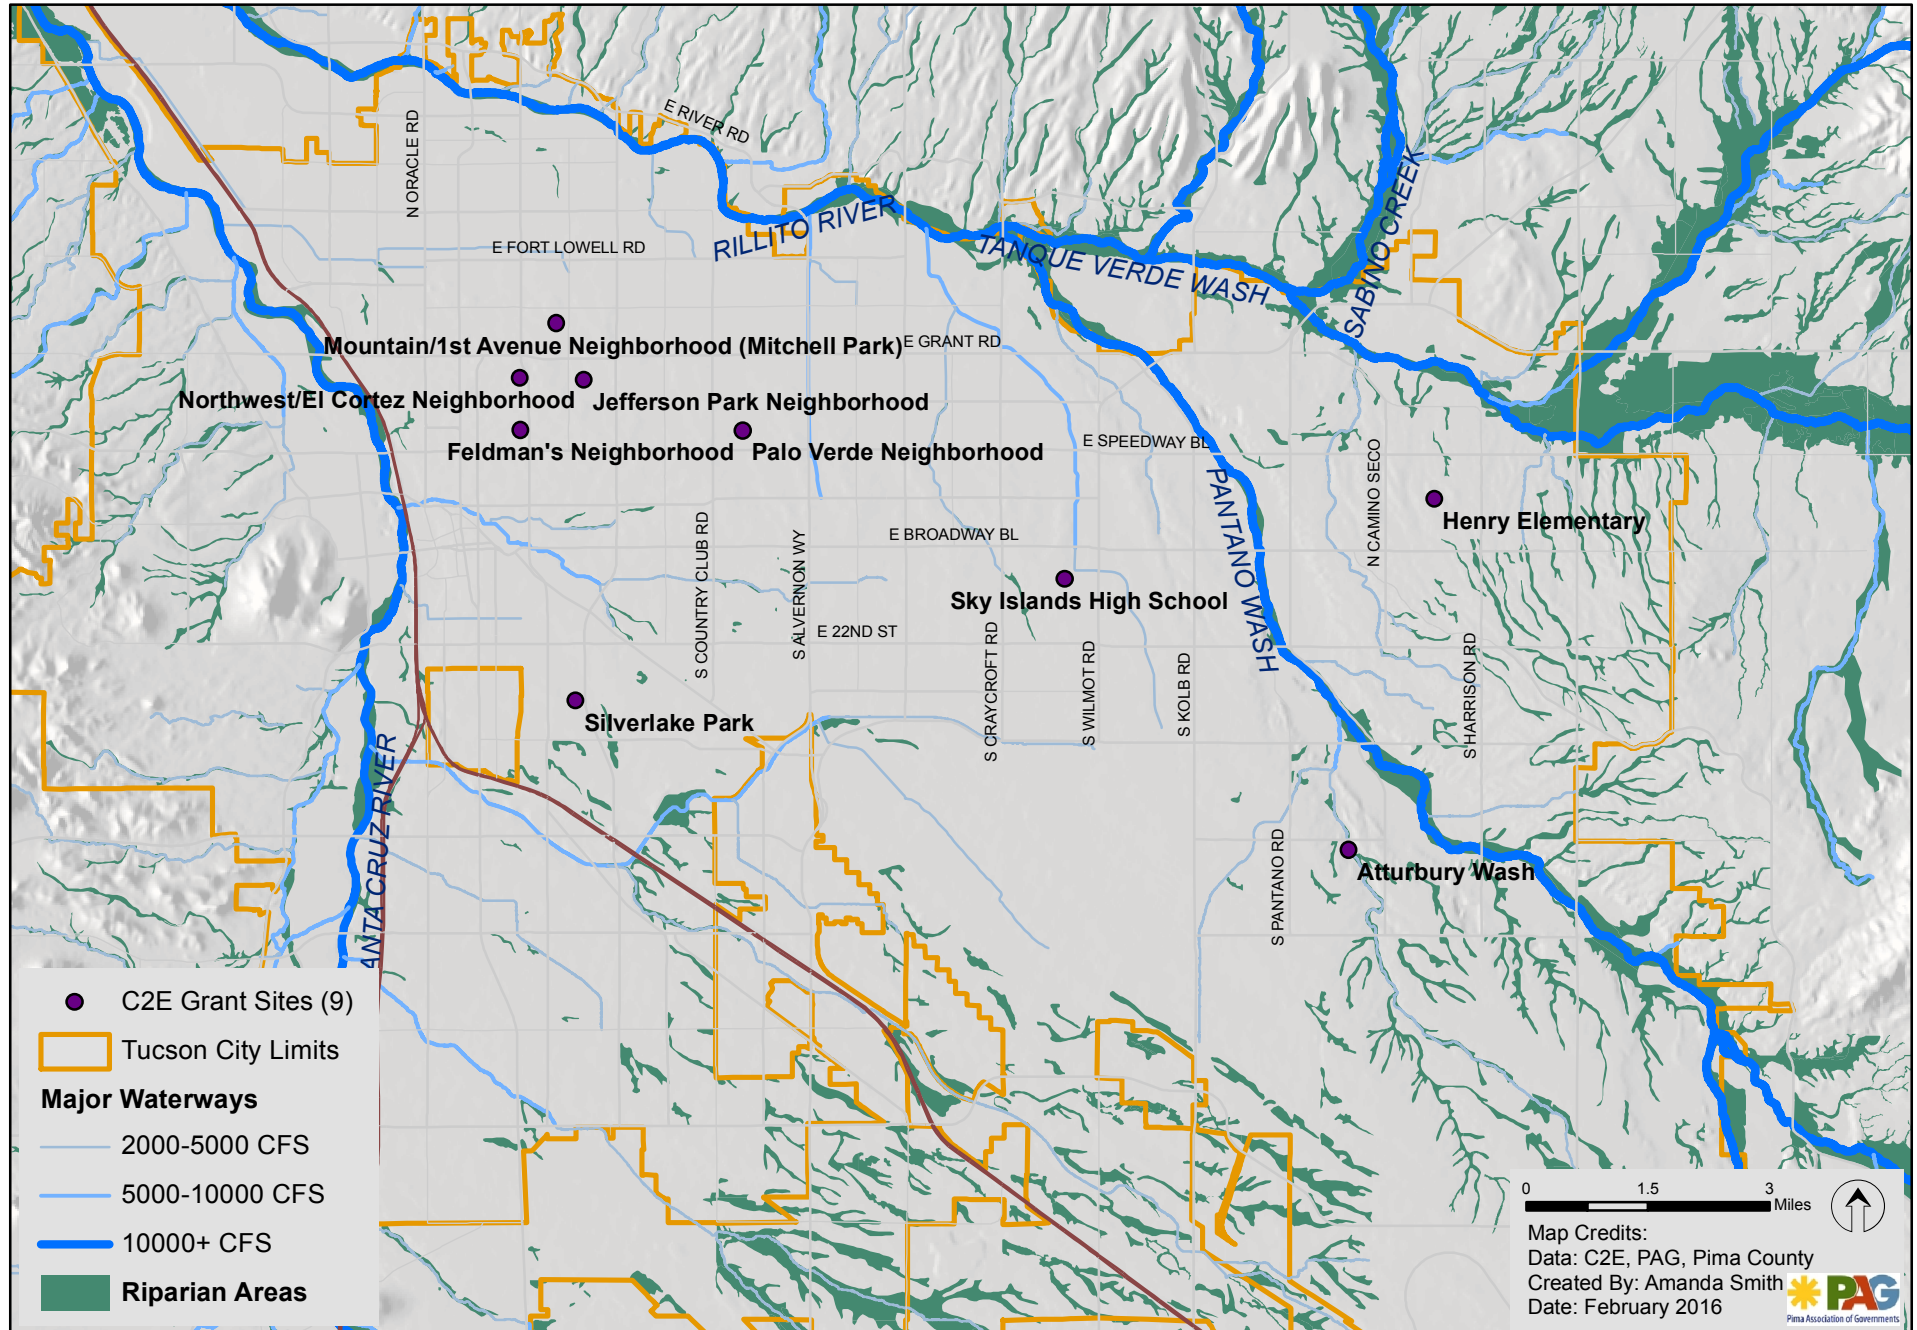 N ORACLE RD
E RIVER RD
RILLITO RIVER
E FORT LOWELL RD
TANQUE VERDE WASH
SABINO CREEK
Mountain/1st Avenue Neighborhood (Mitchell Park)
E GRANT RD
Northwest/El Cortez Neighborhood
Jefferson Park Neighborhood
Feldman's Neighborhood
Palo Verde Neighborhood
E SPEEDWAY BL
N CAMINO SECO
PANTANO WASH
Henry Elementary
S COUNTRY CLUB RD
S ALVERNON WY
E BROADWAY BL
Sky Islands High School
E 22ND ST
S CRAYCROFT RD
S WILMOT RD
S KOLB RD
S HARRISON RD
Silverlake Park
ANTA CRUZ RIVER
S PANTANO RD
Atturbury Wash
C2E Grant Sites (9)
Tucson City Limits
Major Waterways
2000-5000 CFS
5000-10000 CFS
10000+ CFS
Riparian Areas
0 1.5 3
Miles
Map Credits:
Data: C2E, PAG, Pima County
Created By: Amanda Smith
Date: February 2016
PAG
Pima Association of Governments